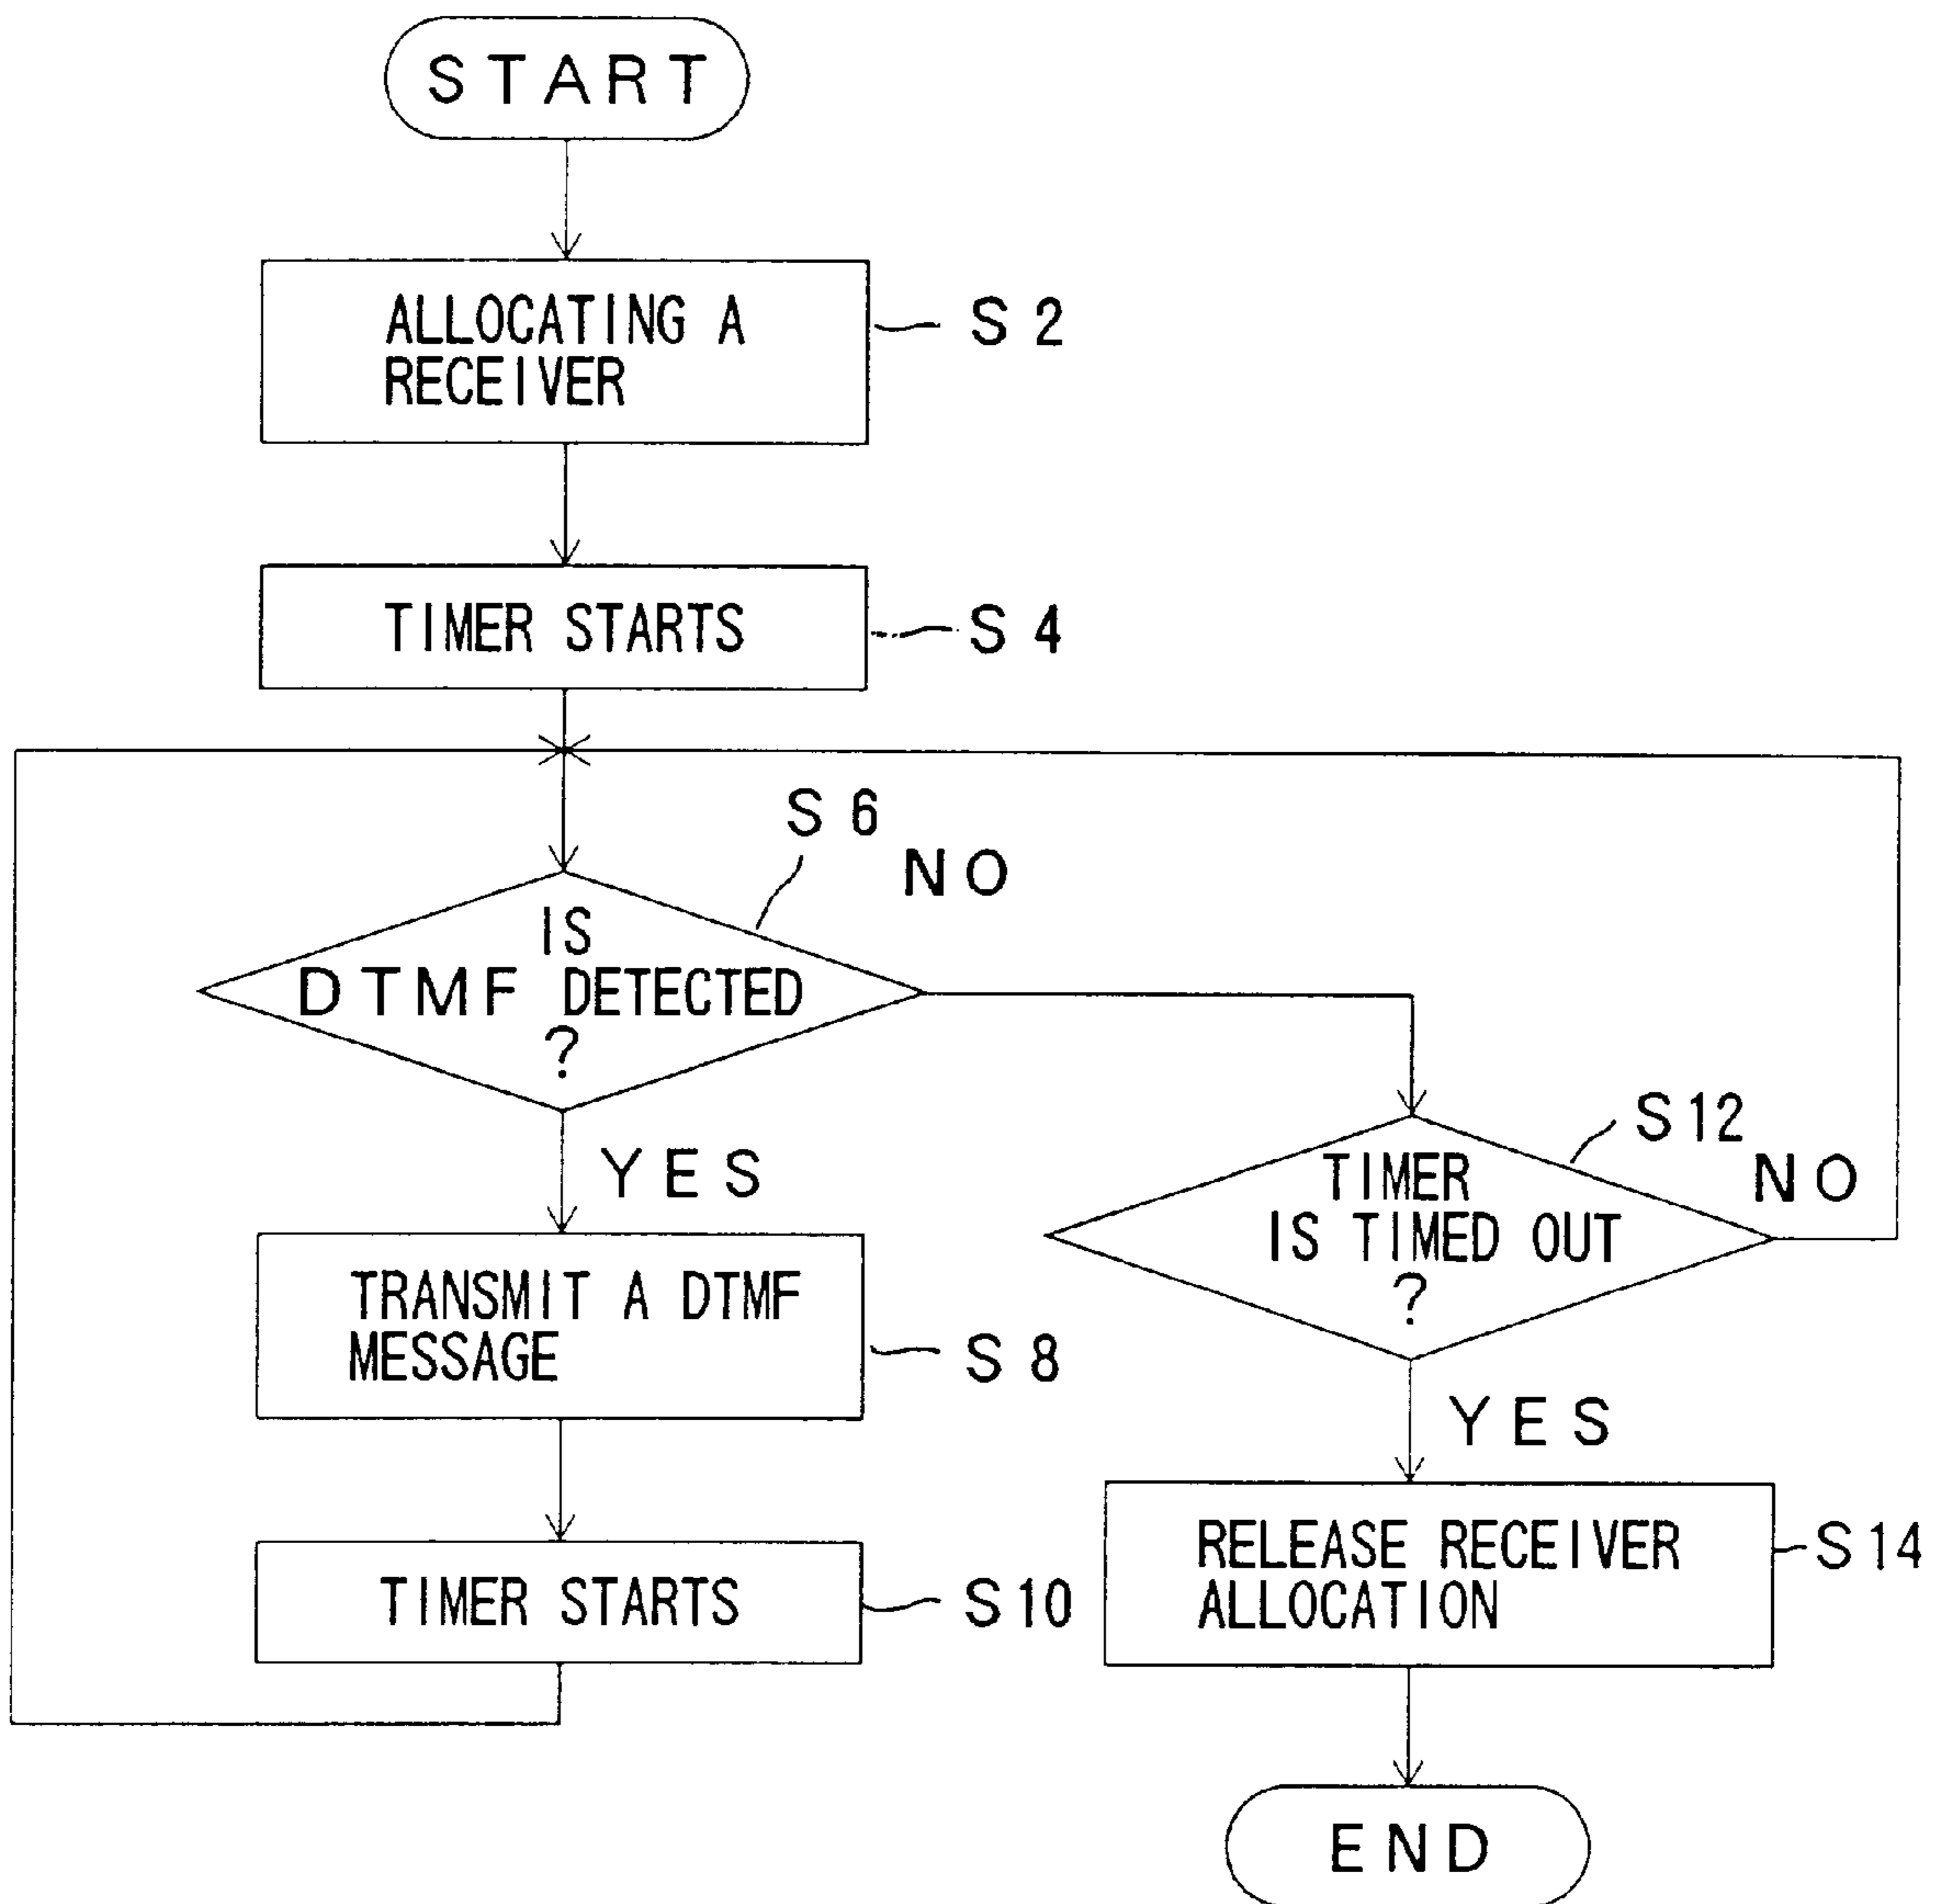 START
ALLOCATING A
RECEIVER
S2
TIMER STARTS
S4
S6
NO
IS
DTMF DETECTED
?
YES
S12
NO
TIMER
IS TIMED OUT
?
TRANSMIT A DTMF
MESSAGE
S8
YES
TIMER STARTS
S10
RELEASE RECEIVER
ALLOCATION
S14
END